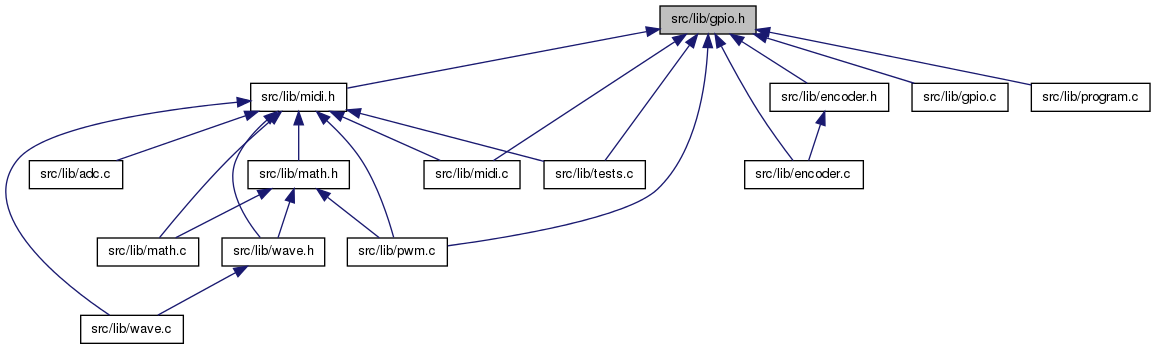 src/lib/gpio.h
src/lib/midi.h
src/lib/encoder.h
src/lib/gpio.c
src/lib/program.c
src/lib/adc.c
src/lib/math.h
src/lib/midi.c
src/lib/tests.c
src/lib/encoder.c
src/lib/math.c
src/lib/wave.h
src/lib/pwm.c
src/lib/wave.c